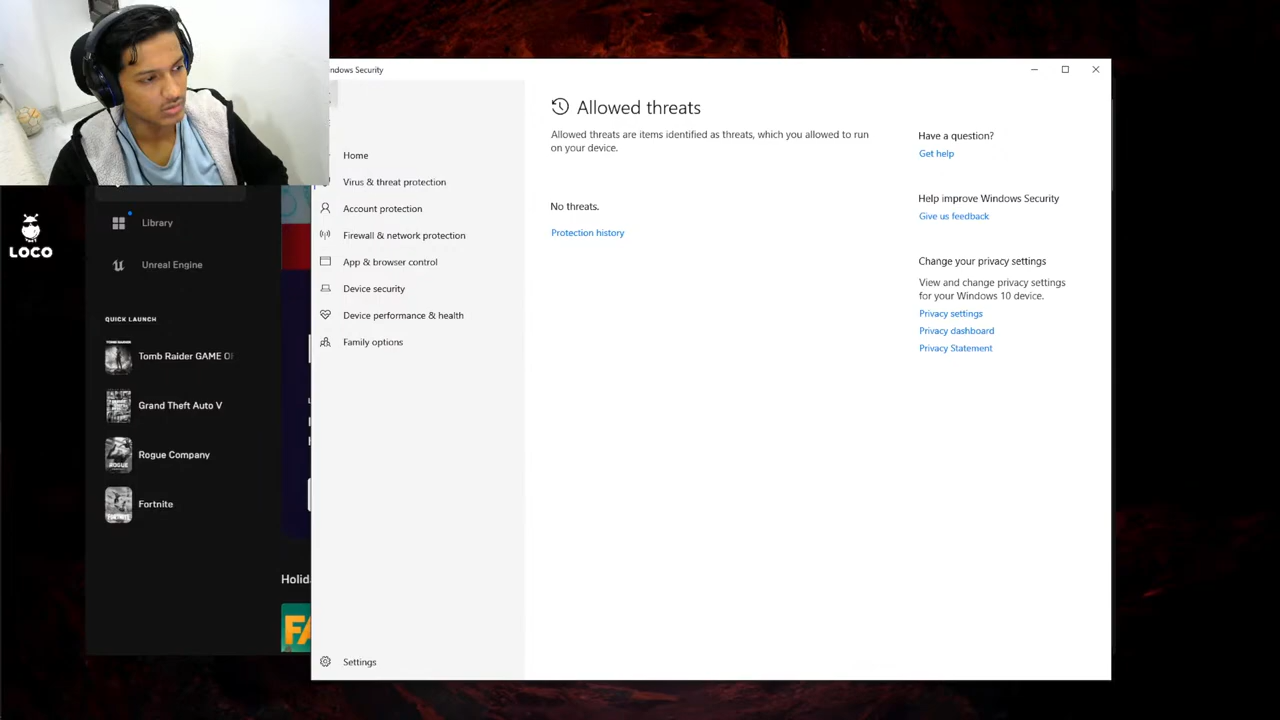 ndows Security
Allowed threats
Allowed threats are items identified as threats, which you allowed to run
on your device.
No threats.
Protection history
Home
Virus & threat protection
Account protection
Firewall & network protection
App & browser control
Device security
Device performance & health
Family options
Settings
Have a question?
Get help
Help improve Windows Security
Give us feedback
Change your privacy settings
View and change privacy settings
for your Windows 10 device.
Privacy settings
Privacy dashboard
Privacy Statement
LOCO
Library
Unreal Engine
QUICK LAUNCH
Tomb Raider GAME O
Grand Theft Auto V
Rogue Company
Fortnite
Holid
FA